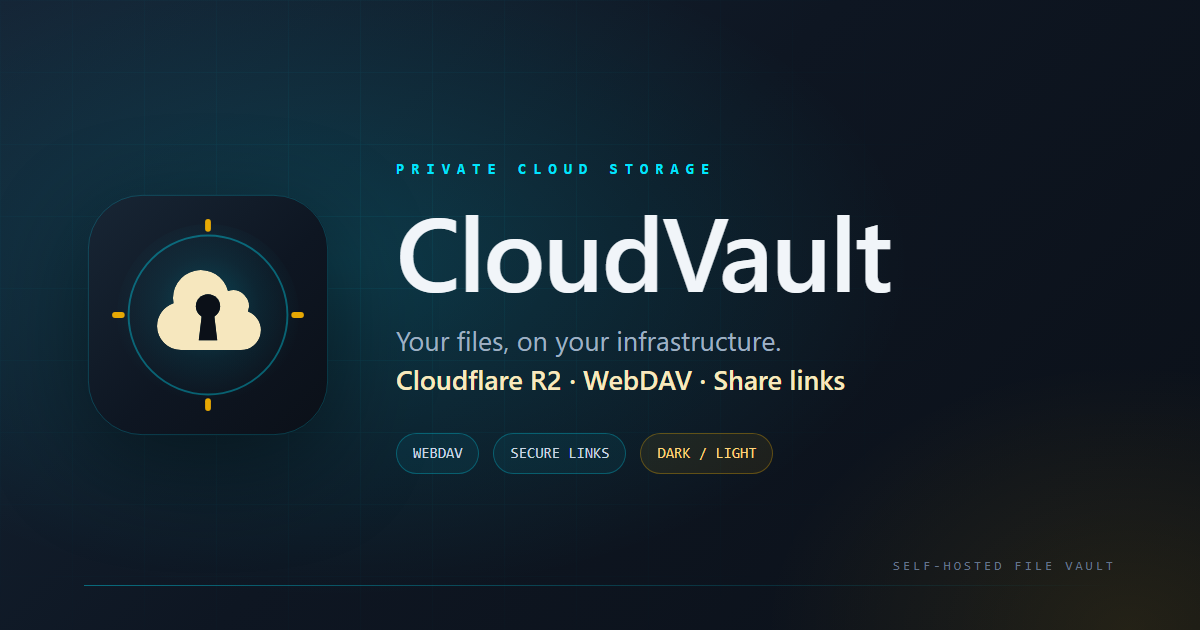 PRIVATE CLOUD STORAGE
CloudVault
Your files, on your infrastructure.
Cloudflare R2 · WebDAV · Share links
WEBDAV
SECURE LINKS
DARK / LIGHT
SELF-HOSTED FILE VAULT